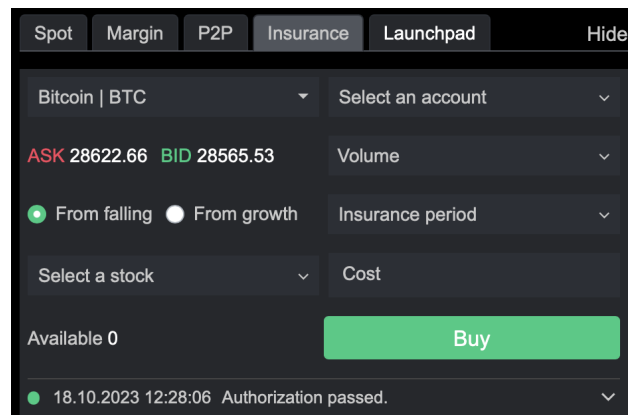 Spot Margin P2P Insurance Launchpad Hide
Bitcoin | BTC Select an account
ASK 28622.66 BID 28565.53 Volume
From falling From growth Insurance period
Select a stock Cost
Available 0 Buy
18.10.2023 12:28:06 Authorization passed.